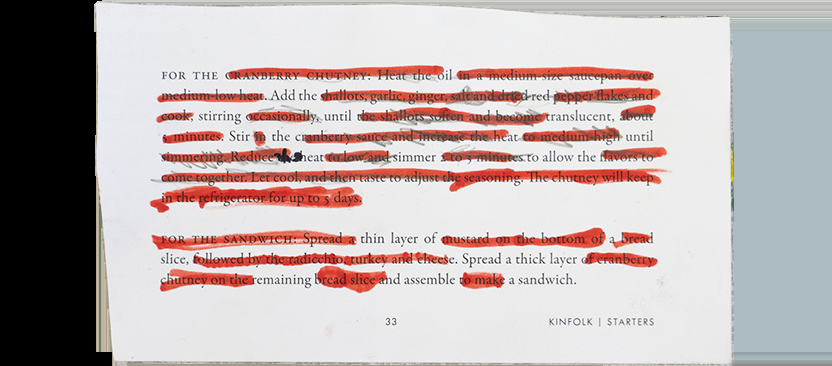 FOR THE CRANBERRY CHUTNEY: Heat the oil in a medium-size saucepan over
medium-low heat. Add the shallots, garlic, ginger, salt and dried red pepper flakes and
cook, stirring occasionally, until the shallots soften and become translucent, about
5 minutes. Stir in the cranberry sauce and increase the heat to medium-high until
simmering. Reduce heat to low and simmer 2 to 3 minutes to allow the flavors to
come together. Let cool, and then taste to adjust the seasoning. The chutney will keep
in the refrigerator for up to 5 days.
FOR THE SANDWICH: Spread a thin layer of mustard on the bottom of a bread
slice, followed by the radicchio, turkey and cheese. Spread a thick layer of cranberry
chutney on the remaining bread slice and assemble to make a sandwich.
33 KINFOLK | STARTERS